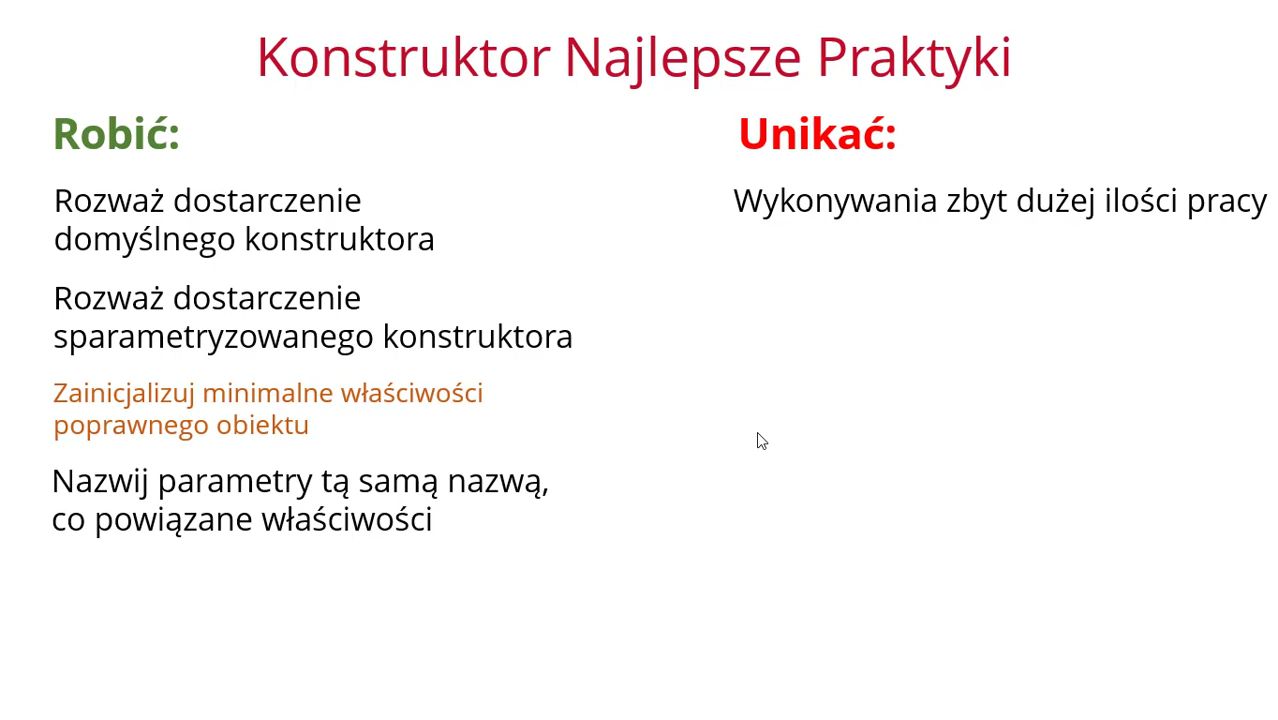 Konstruktor Najlepsze Praktyki
Robić:
Rozważ dostarczenie
domyślnego konstruktora
Rozważ dostarczenie
sparametryzowanego konstruktora
Zainicjalizuj minimalne właściwości
poprawnego obiektu
Nazwij parametry tą samą nazwą,
co powiązane właściwości
Unikać:
Wykonywania zbyt dużej ilości pracy